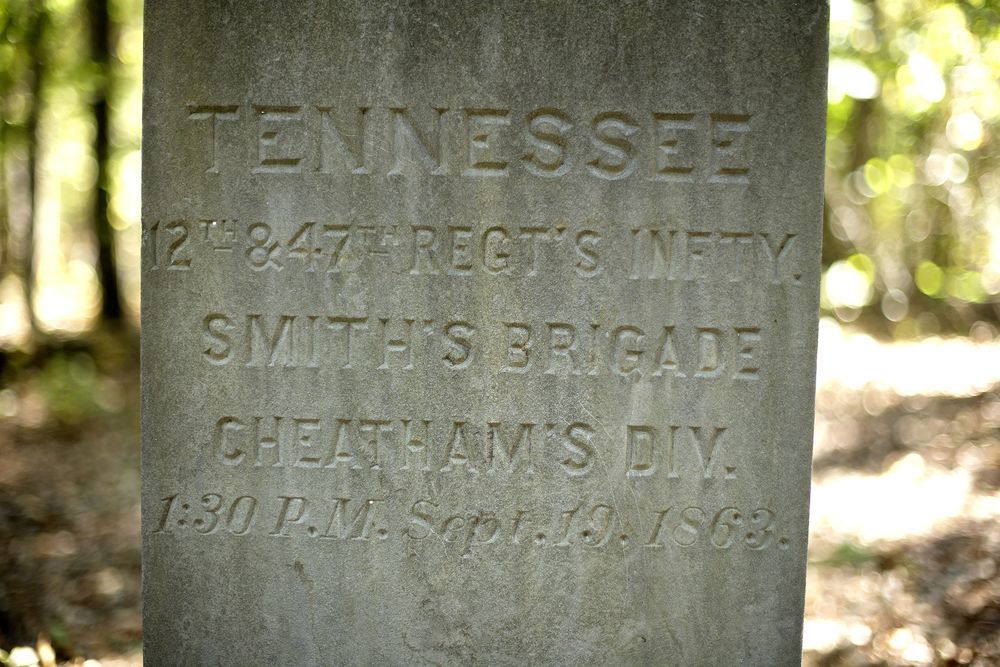 TENNESSEE
12TH & 47TH REGT'S INFTY.
SMITH'S BRIGADE
CHEATHAM'S DIV.
1:30 P.M. Sept. 19. 1863.